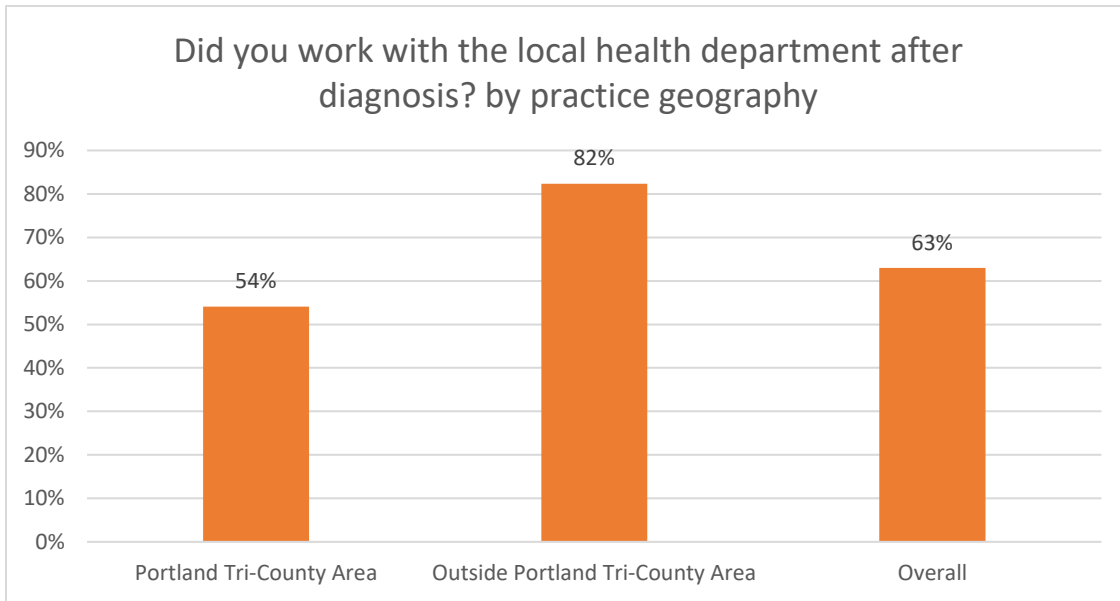 Did you work with the local health department after
diagnosis? by practice geography
90%
80%
70%
60%
50%
40%
30%
20%
10%
0%
54%
82%
63%
Portland Tri-County Area
Outside Portland Tri-County Area
Overall